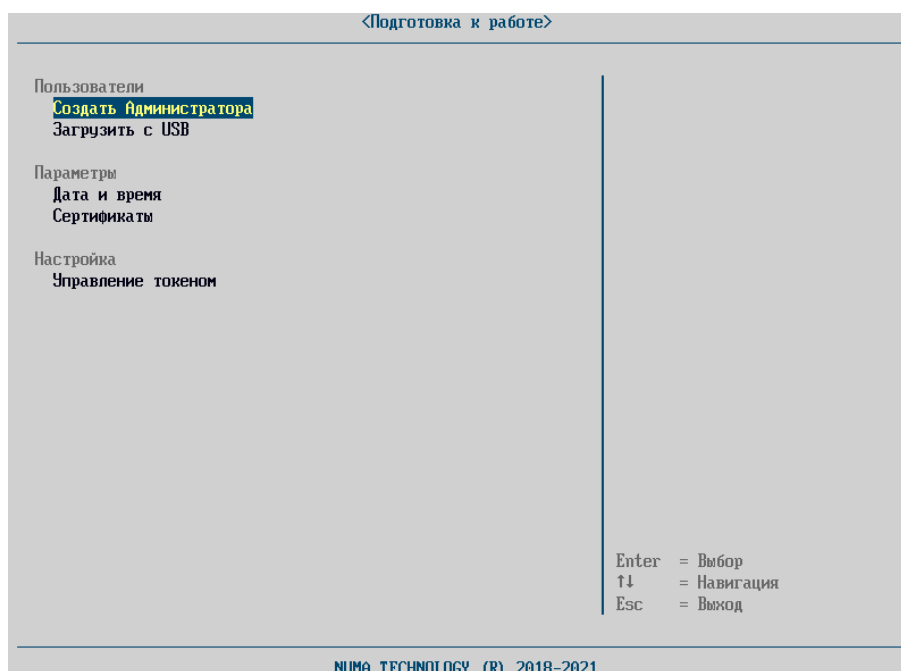 <Подготовка к работе>
Пользователи
Создать Администратора
Загрузить с USB
Параметры
Дата и время
Сертификаты
Настройка
Управление токеном
Enter = Выбор
↑↓ = Навигация
Esc = Выход
NUMA TECHNOLOGY (R) 2018-2021